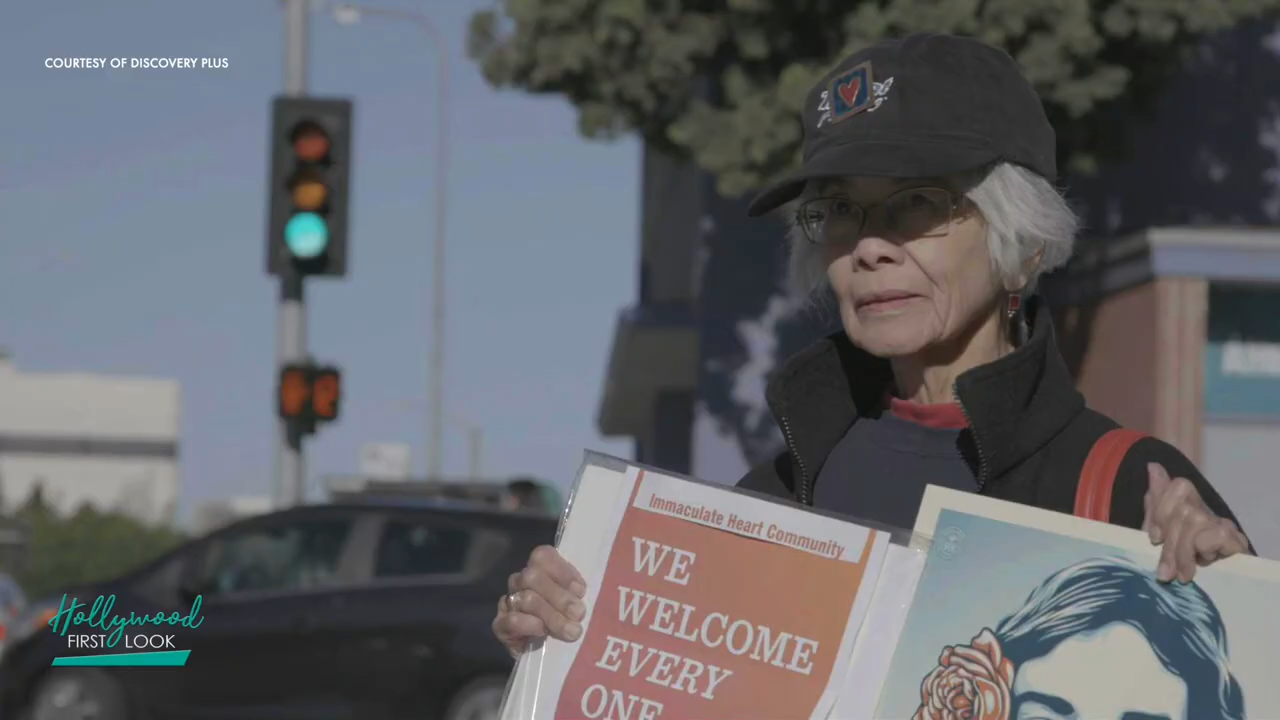 COURTESY OF DISCOVERY PLUS
Immaculate Heart Community
WE
WELCOME
EVERY
ONE
Hollywood
FIRST LOOK